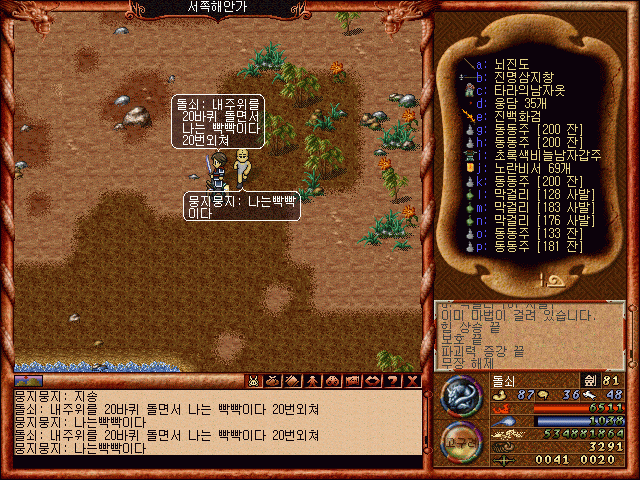 서쪽해안가
돌쇠: 내주위를
20바퀴 돌면서
나는 빡빡이다
20번외쳐
뭉지뭉지: 나는빡빡
이다
a: 뇌진도
b: 진명삼지창
c: 타라의남자옷
d: 웅담 35개
e: 진백화검
g: 동동주 [200 잔]
h: 동동주 [200 잔]
i: 초록색비늘남자갑주
j: 노란비서 69개
k: 동동주 [200 잔]
l: 막걸리 [128 사발]
m: 막걸리 [183 사발]
n: 막걸리 [176 사발]
o: 동동주 [133 잔]
p: 동동주 [181 잔]
이미 마법이 걸려 있습니다.
힘 상승 끝
보호 끝
파괴력 증강 끝
무장 해제
뭉지뭉지: 지송
돌쇠: 내주위를 20바퀴 돌면서 나는 빡빡이다 20번외쳐
뭉지뭉지: 나는빡빡이다
돌쇠: 내주위를 20바퀴 돌면서 나는 빡빡이다 20번외쳐
뭉지뭉지: 나는빡빡이다
돌쇠 검 81
87 36 48
6511
1038
534881864
3291
0041 0020
고구려